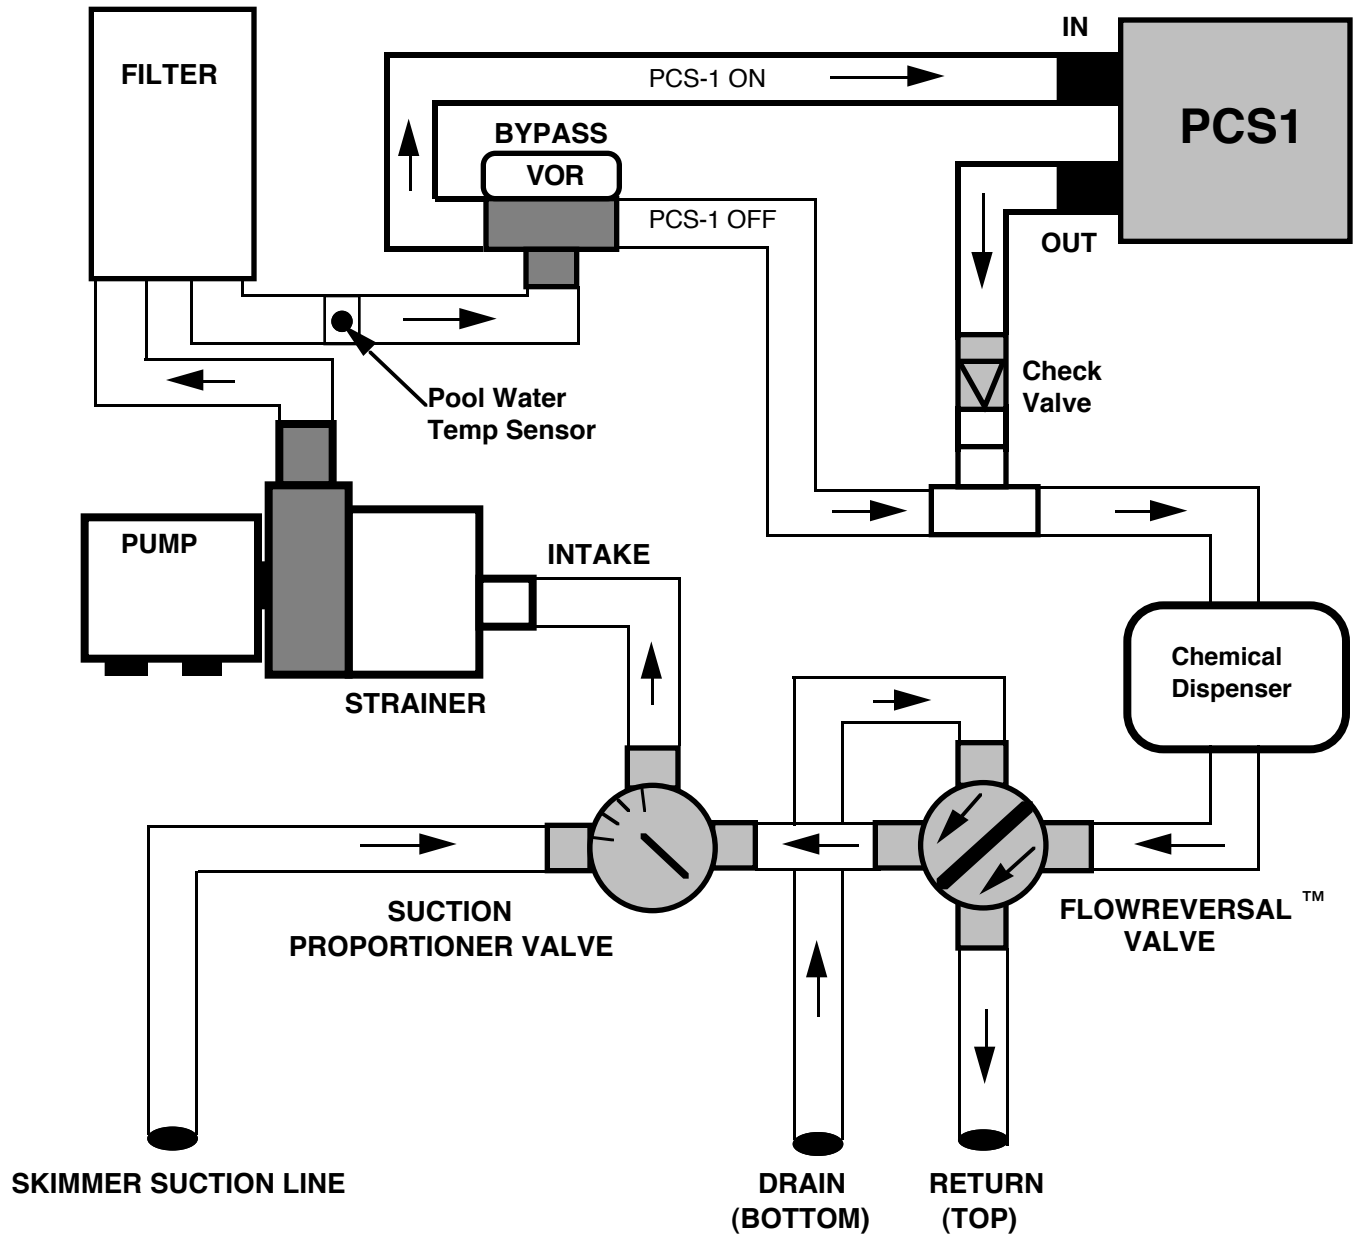 IN
FILTER
PCS-1 ON
PCS1
BYPASS
VOR
PCS-1 OFF
OUT
Check
Valve
Pool Water
Temp Sensor
PUMP
INTAKE
STRAINER
Chemical
Dispenser
SUCTION
PROPORTIONER VALVE
FLOWREVERSAL ™
VALVE
SKIMMER SUCTION LINE
DRAIN
(BOTTOM)
RETURN
(TOP)